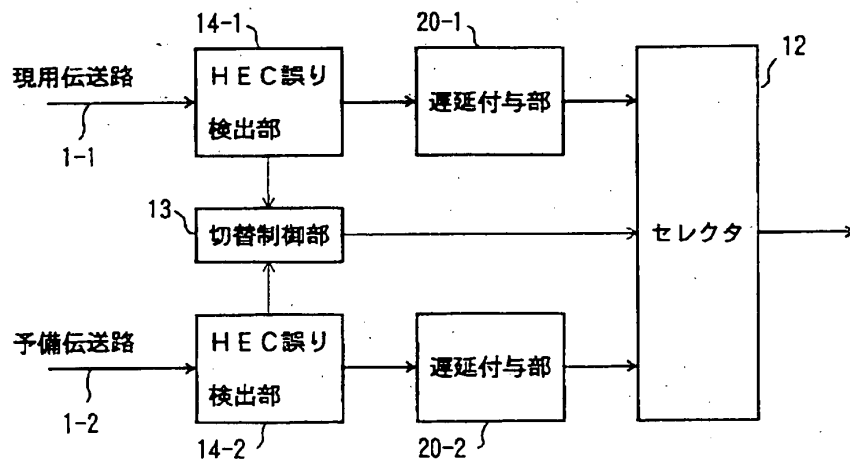 14-1
20-1
12
現用伝送路
HEC誤り
検出部
遅延付与部
1-1
13
切替制御部
セレクタ
予備伝送路
HEC誤り
検出部
遅延付与部
1-2
14-2
20-2